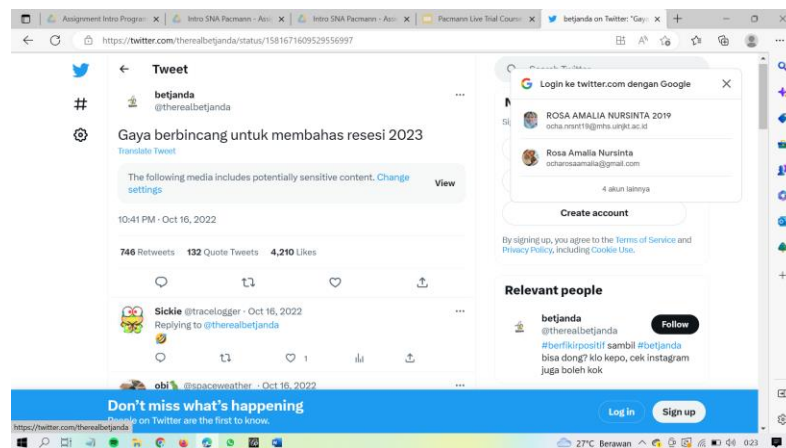 Assignment Intro Program
Intro SNA Pacmann - Assi
Intro SNA Pacmann - Assi
Pacmann Live Trial Course
betjanda on Twitter: "Gaya
https://twitter.com/therealbetjanda/status/1581671609529556997
Tweet
betjanda
@therealbetjanda
Gaya berbincang untuk membahas resesi 2023
Translate Tweet
The following media includes potentially sensitive content. Change
settings
View
10:41 PM · Oct 16, 2022
746 Retweets 132 Quote Tweets 4,210 Likes
Sickie @tracelogger · Oct 16, 2022
Replying to @therealbetjanda
🤣
1
obi @spaceweather · Oct 16, 2022
Login ke twitter.com dengan Google
ROSA AMALIA NURSINTA 2019
ocha.nrsnt19@mhs.uinjkt.ac.id
Rosa Amalia Nursinta
ocharosaamalia@gmail.com
4 akun lainnya
Create account
By signing up, you agree to the Terms of Service and
Privacy Policy, including Cookie Use.
Relevant people
betjanda
@therealbetjanda
Follow
#berfikirpositif sambil #betjanda
bisa dong? klo kepo, cek instagram
juga boleh kok
Don't miss what's happening
People on Twitter are the first to know.
Log in
Sign up
https://twitter.com/therealbetjanda
27°C Berawan
0:23